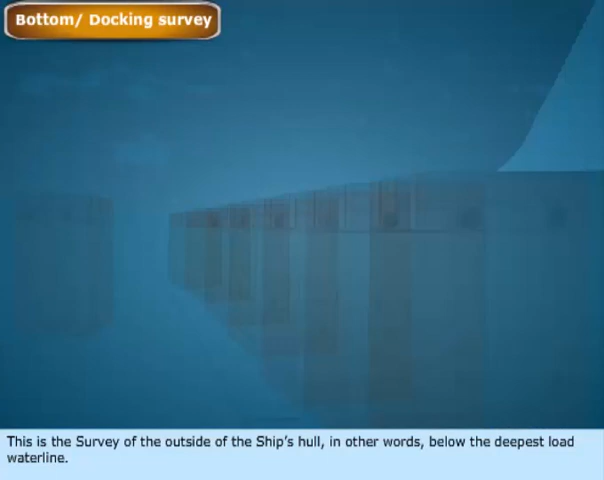 Bottom/ Docking survey
This is the Survey of the outside of the Ship's hull, in other words, below the deepest load
waterline.